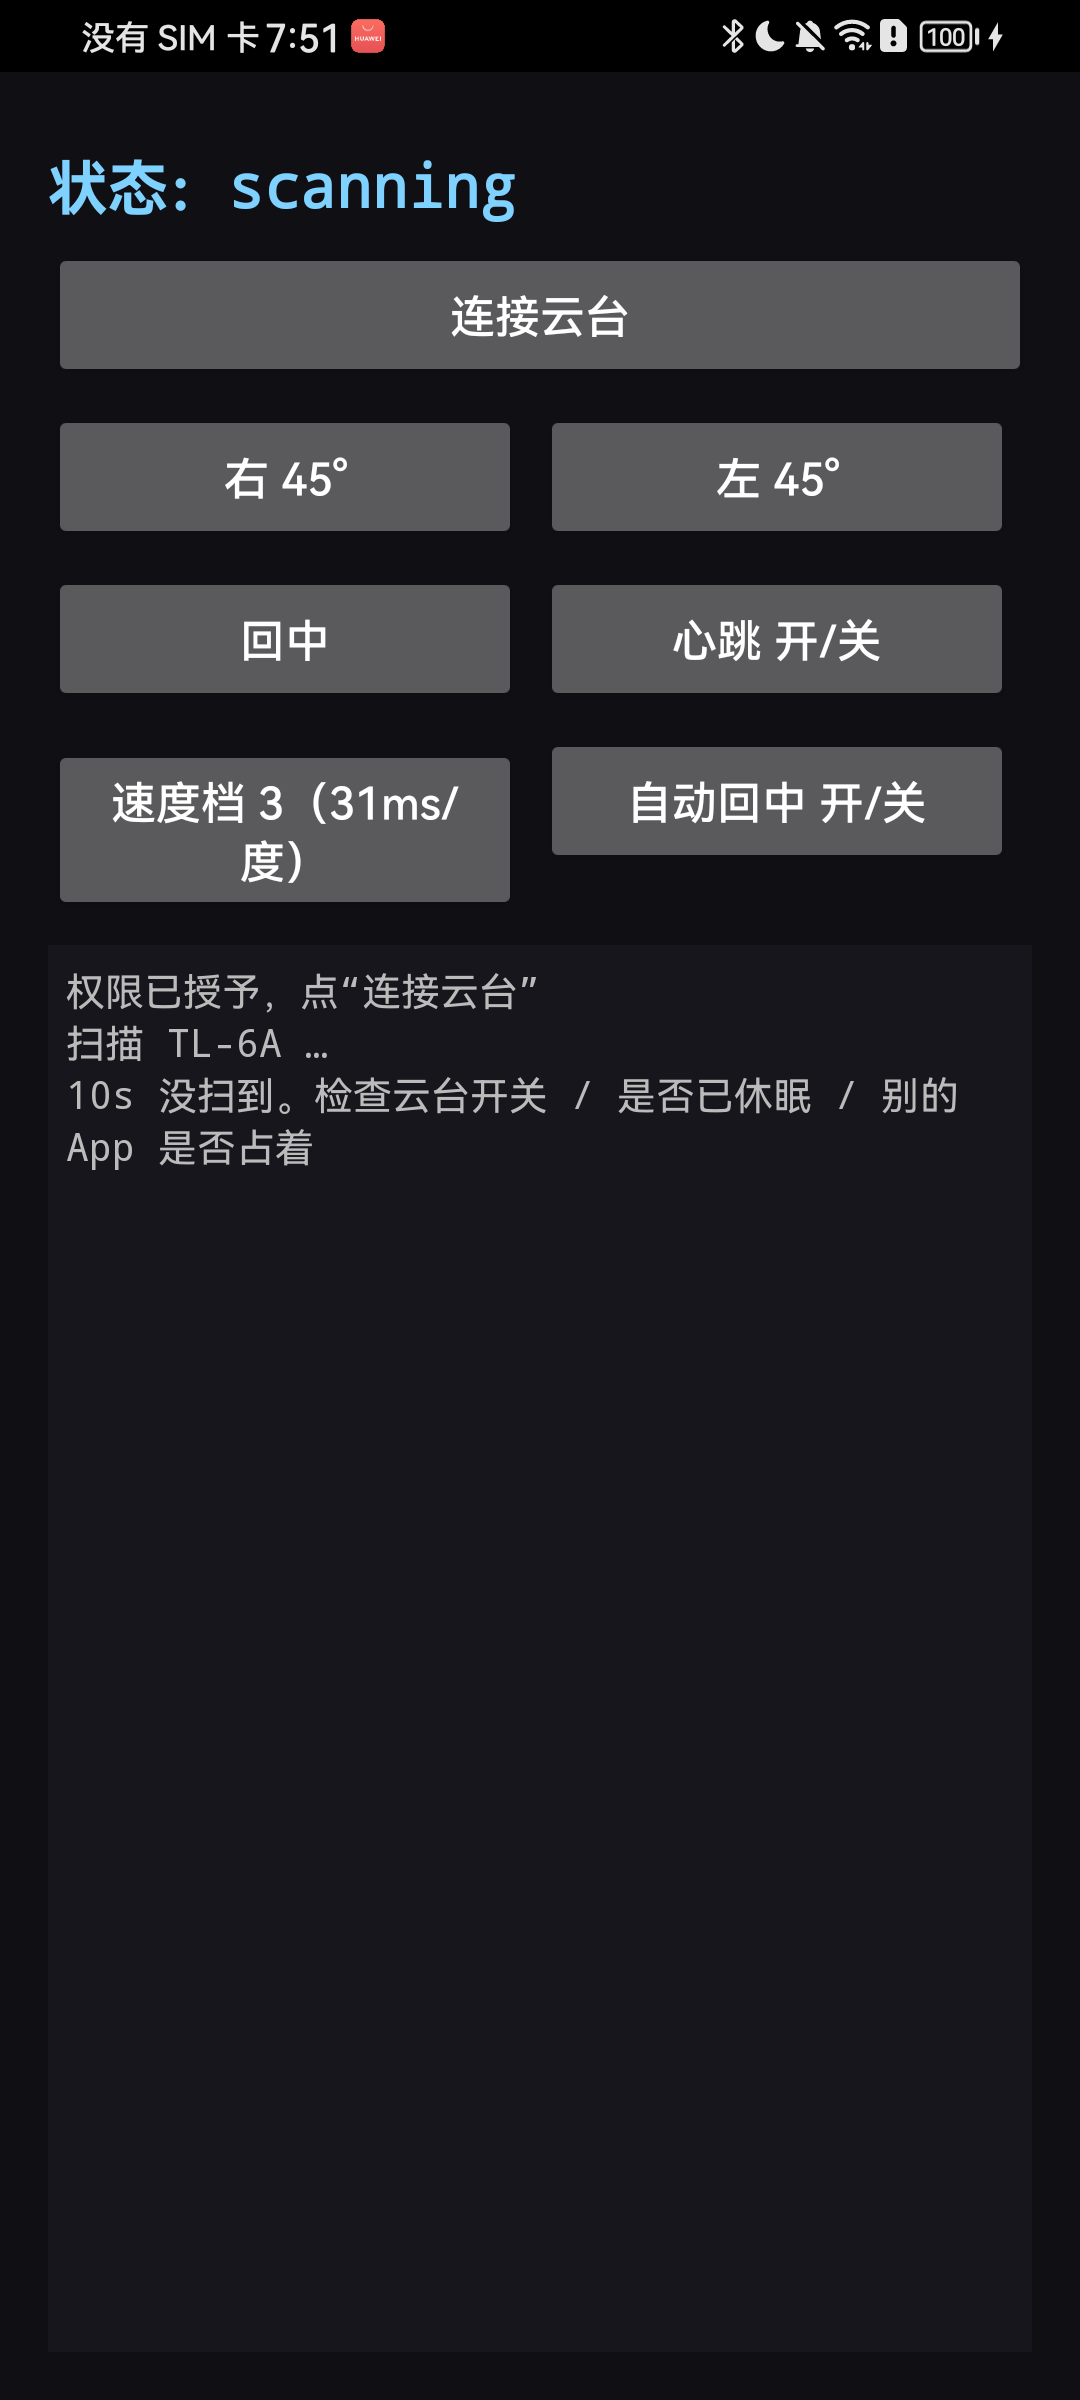 没有 SIM 卡 7:51 HUAWEI 100
状态: scanning
连接云台
右 45°
左 45°
回中
心跳 开/关
速度档 3（31ms/
度）
自动回中 开/关
权限已授予, 点“连接云台”
扫描 TL-6A …
10s 没扫到。检查云台开关 / 是否已休眠 / 别的
App 是否占着